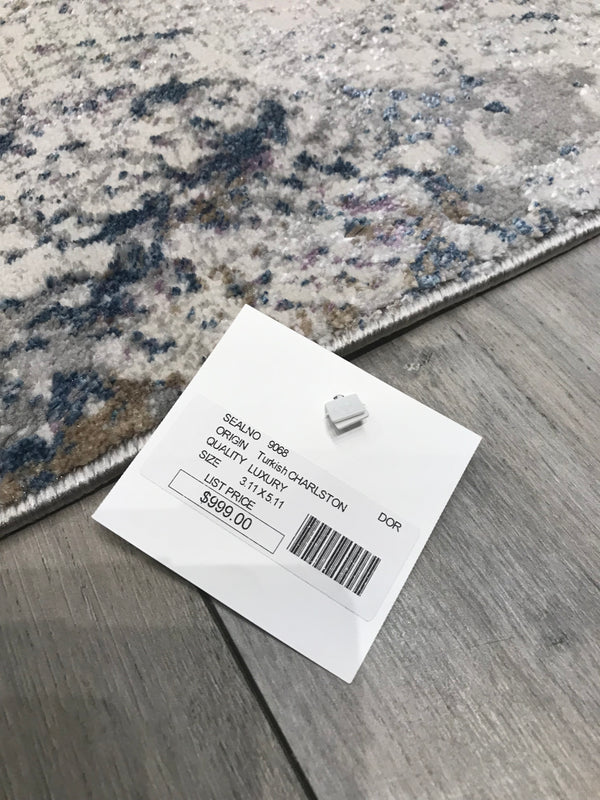 SEALNO 9068
ORIGIN Turkish CHARLSTON DOR
QUALITY LUXURY
SIZE 3.11 X 5.11
LIST PRICE
$999.00